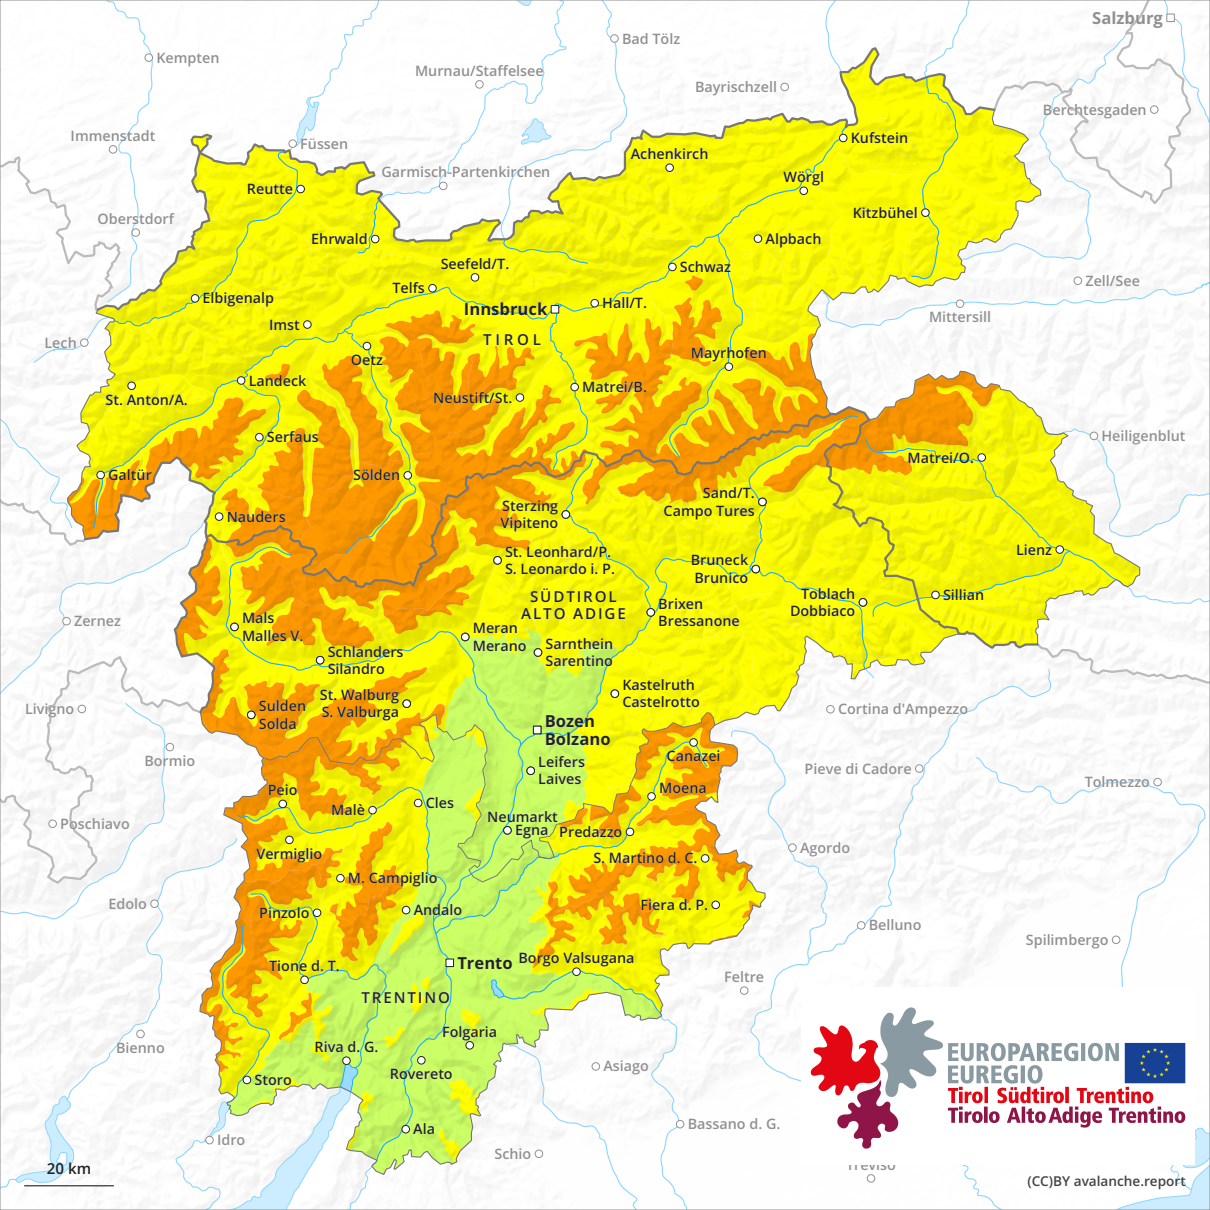 Salzburg
Bad Tölz
Kempten
Murnau/Staffelsee
Bayrischzell
Berchtesgaden
Immenstadt
Füssen
Kufstein
Achenkirch
Garmisch-Partenkirchen
Wörgl
Reutte
Oberstdorf
Kitzbühel
Ehrwald
Alpbach
Seefeld/T.
Schwaz
Zell/See
Telfs
Elbigenalp
Innsbruck
Hall/T.
Mittersill
Imst
TIROL
Lech
Oetz
Mayrhofen
Landeck
St. Anton/A.
Neustift/St.
Matrei/B.
Serfaus
Heiligenblut
Matrei/O.
Galtür
Sölden
Sand/T.
Campo Tures
Sterzing
Vipiteno
Nauders
St. Leonhard/P.
S. Leonardo i. P.
Bruneck
Brunico
Lienz
SÜDTIROL
ALTO ADIGE
Toblach
Dobbiaco
Sillian
Brixen
Bressanone
Zernez
Mals
Malles V.
Meran
Merano
Sarnthein
Sarentino
Schlanders
Silandro
St. Walburg
S. Valburga
Kastelruth
Castelrotto
Livigno
Sulden
Solda
Cortina d'Ampezzo
Bozen
Bolzano
Bormio
Canazei
Leifers
Laives
Pieve di Cadore
Tolmezzo
Peio
Moena
Malè
Cles
Poschiavo
Neumarkt
Egna
Predazzo
Vermiglio
S. Martino d. C.
Agordo
M. Campiglio
Edolo
Pinzolo
Andalo
Fiera d. P.
Belluno
Spilimbergo
Tione d. T.
Trento
Borgo Valsugana
Feltre
TRENTINO
Folgaria
Bienno
Riva d. G.
Rovereto
Asiago
Storo
EUROPAREGION
EUREGIO
Tirol Südtirol Trentino
Tirolo Alto Adige Trentino
Ala
Bassano d. G.
Idro
Schio
Treviso
20 km
(CC)BY avalanche.report